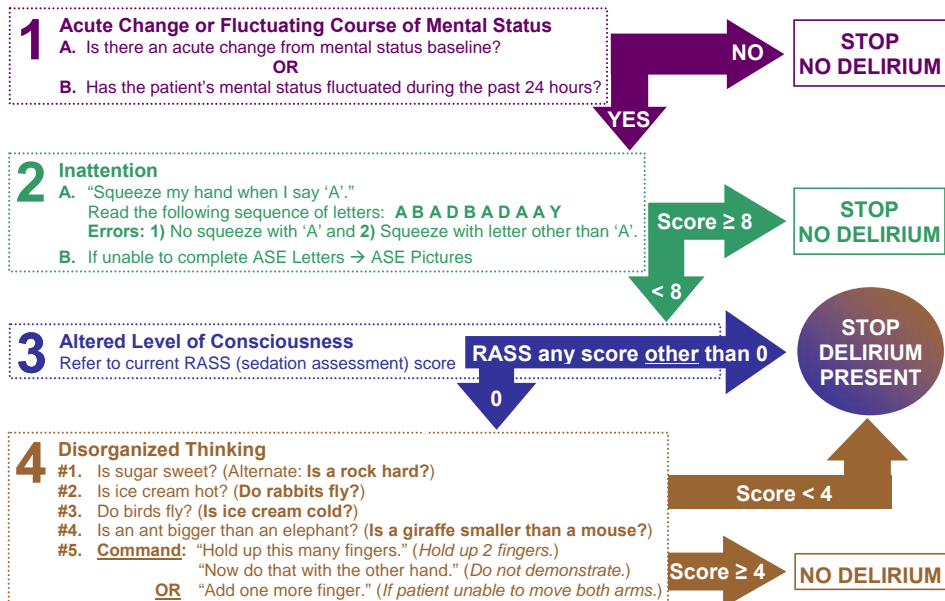 1 Acute Change or Fluctuating Course of Mental Status
A. Is there an acute change from mental status baseline?
OR
B. Has the patient's mental status fluctuated during the past 24 hours?
NO
YES
STOP
NO DELIRIUM
2 Inattention
A. “Squeeze my hand when I say ‘A’.”
Read the following sequence of letters: A B A D B A D A A Y
Errors: 1) No squeeze with ‘A’ and 2) Squeeze with letter other than ‘A’.
B. If unable to complete ASE Letters → ASE Pictures
Score ≥ 8
< 8
STOP
NO DELIRIUM
3 Altered Level of Consciousness
Refer to current RASS (sedation assessment) score
RASS any score other than 0
0
STOP
DELIRIUM
PRESENT
4 Disorganized Thinking
#1. Is sugar sweet? (Alternate: Is a rock hard?)
#2. Is ice cream hot? (Do rabbits fly?)
#3. Do birds fly? (Is ice cream cold?)
#4. Is an ant bigger than an elephant? (Is a giraffe smaller than a mouse?)
#5. Command: “Hold up this many fingers.” (Hold up 2 fingers.)
“Now do that with the other hand.” (Do not demonstrate.)
OR “Add one more finger.” (If patient unable to move both arms.)
Score < 4
Score ≥ 4
NO DELIRIUM